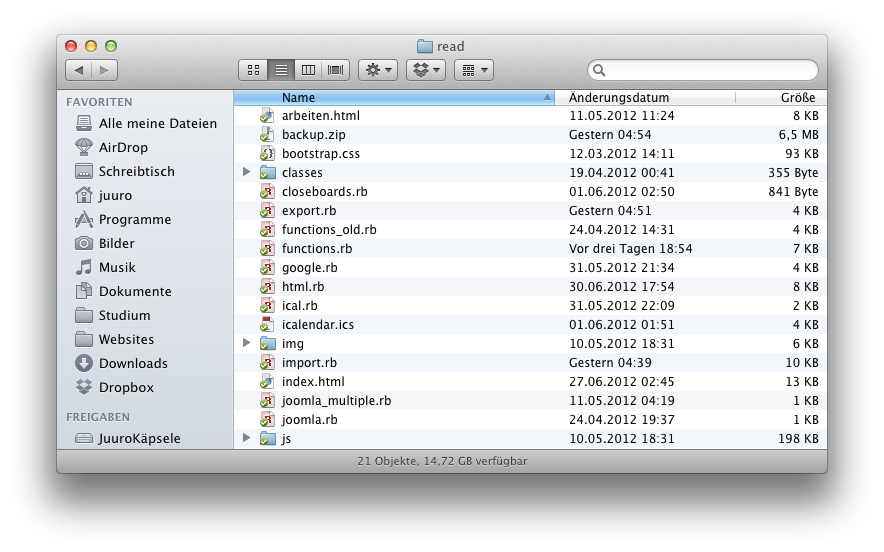 read
FAVORITEN
Alle meine Dateien
AirDrop
Schreibtisch
juuro
Programme
Bilder
Musik
Dokumente
Studium
Websites
Downloads
Dropbox
FREIGABEN
JuuroKäpsele
Name Änderungsdatum Größe
arbeiten.html 11.05.2012 11:24 8 KB
backup.zip Gestern 04:54 6,5 MB
bootstrap.css 12.03.2012 14:11 93 KB
classes 19.04.2012 00:41 355 Byte
closeboards.rb 01.06.2012 02:50 841 Byte
export.rb Gestern 04:51 4 KB
functions_old.rb 24.04.2012 14:31 4 KB
functions.rb Vor drei Tagen 18:54 7 KB
google.rb 31.05.2012 21:34 4 KB
html.rb 30.06.2012 17:54 8 KB
ical.rb 31.05.2012 22:09 2 KB
icalendar.ics 01.06.2012 01:51 4 KB
img 10.05.2012 18:31 6 KB
import.rb Gestern 04:39 10 KB
index.html 27.06.2012 02:45 13 KB
joomla_multiple.rb 11.05.2012 04:19 1 KB
joomla.rb 24.04.2012 19:37 1 KB
js 10.05.2012 18:31 198 KB
21 Objekte, 14,72 GB verfügbar